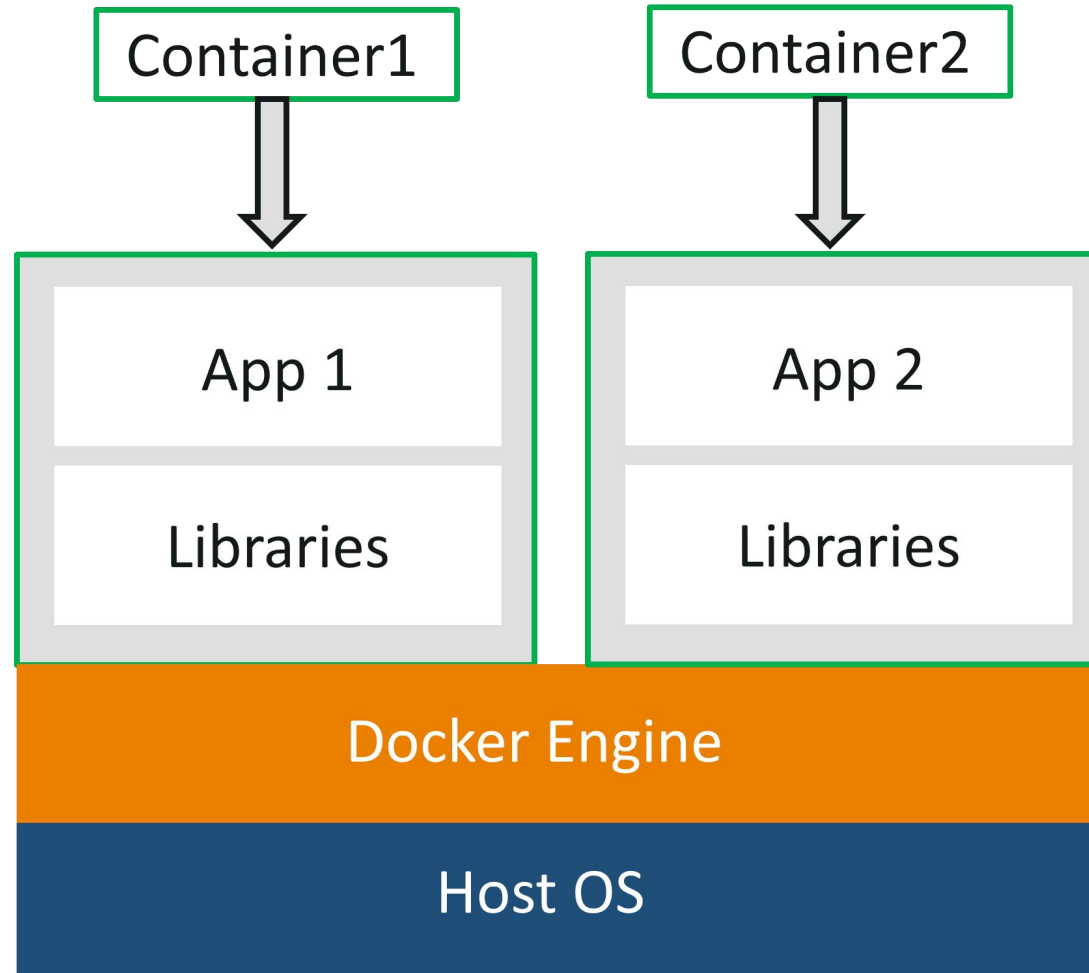 Container1
Container2
App 1
Libraries
App 2
Libraries
Docker Engine
Host OS